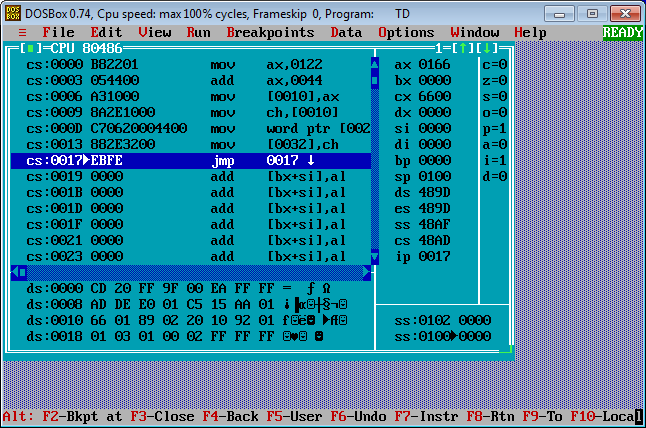 DOSBox 0.74, Cpu speed: max 100% cycles, Frameskip 0, Program: TD
≡ File Edit View Run Breakpoints Data Options Window Help READY
[■]=CPU 80486 1=[↑][↓]
cs:0000 B82201 mov ax,0122
cs:0003 054400 add ax,0044
cs:0006 A31000 mov [0010],ax
cs:0009 8A2E1000 mov ch,[0010]
cs:000D C70620004400 mov word ptr [002
cs:0013 882E3200 mov [0032],ch
cs:0017►EBFE jmp 0017 ↓
cs:0019 0000 add [bx+si],al
cs:001B 0000 add [bx+si],al
cs:001D 0000 add [bx+si],al
cs:001F 0000 add [bx+si],al
cs:0021 0000 add [bx+si],al
cs:0023 0000 add [bx+si],al
ax 0166 c=0
bx 0000 z=0
cx 6600 s=0
dx 0000 o=0
si 0000 p=1
di 0000 a=0
bp 0000 i=1
sp 0100 d=0
ds 489D
es 489D
ss 48AF
cs 48AD
ip 0017
ds:0000 CD 20 FF 9F 00 EA FF FF = ƒ Ω
ds:0008 AD DE E0 01 C5 15 AA 01 ¡▐α☺┼§¬☺
ds:0010 66 01 89 02 20 10 92 01 f☺ë☻ ►Æ☺
ds:0018 01 03 01 00 02 FF FF FF ☺♥☺ ☻
ss:0102 0000
ss:0100►0000
Alt: F2-Bkpt at F3-Close F4-Back F5-User F6-Undo F7-Instr F8-Rtn F9-To F10-Local